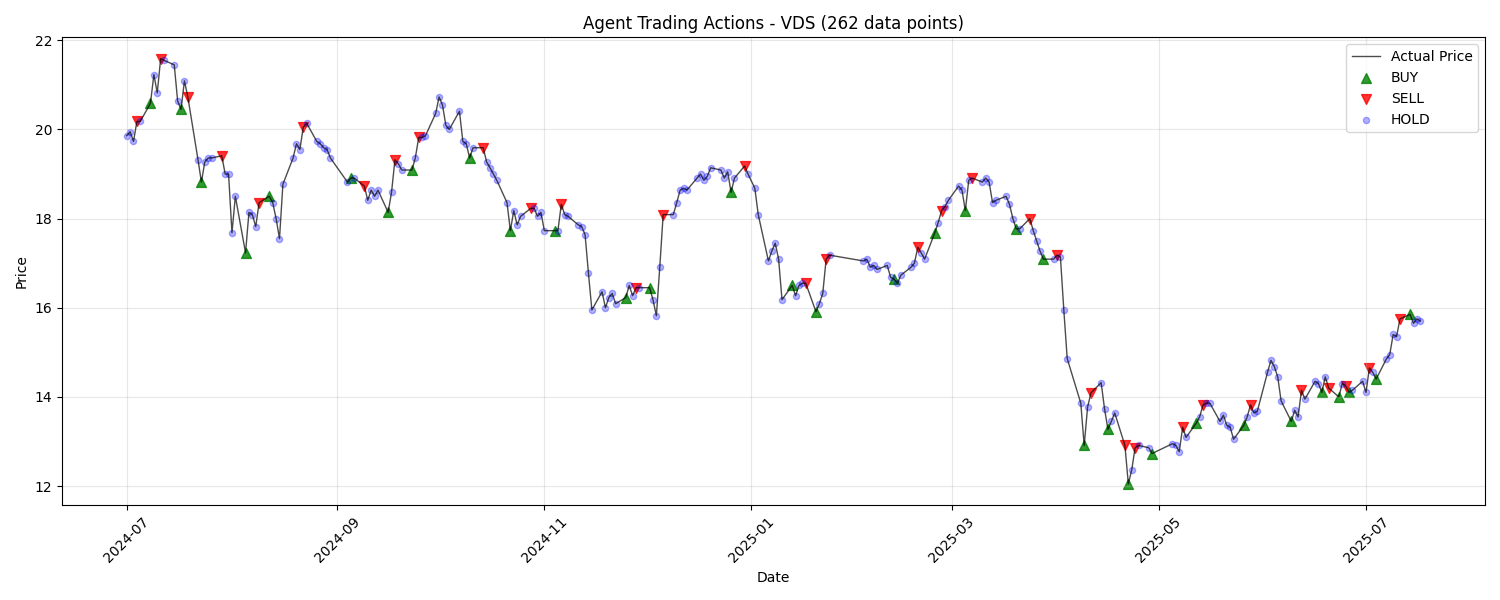 Agent Trading Actions - VDS (262 data points)
22
20
18
16
14
12
Price
Actual Price
BUY
SELL
HOLD
2024-07
2024-09
2024-11
2025-01
2025-03
2025-05
2025-07
Date